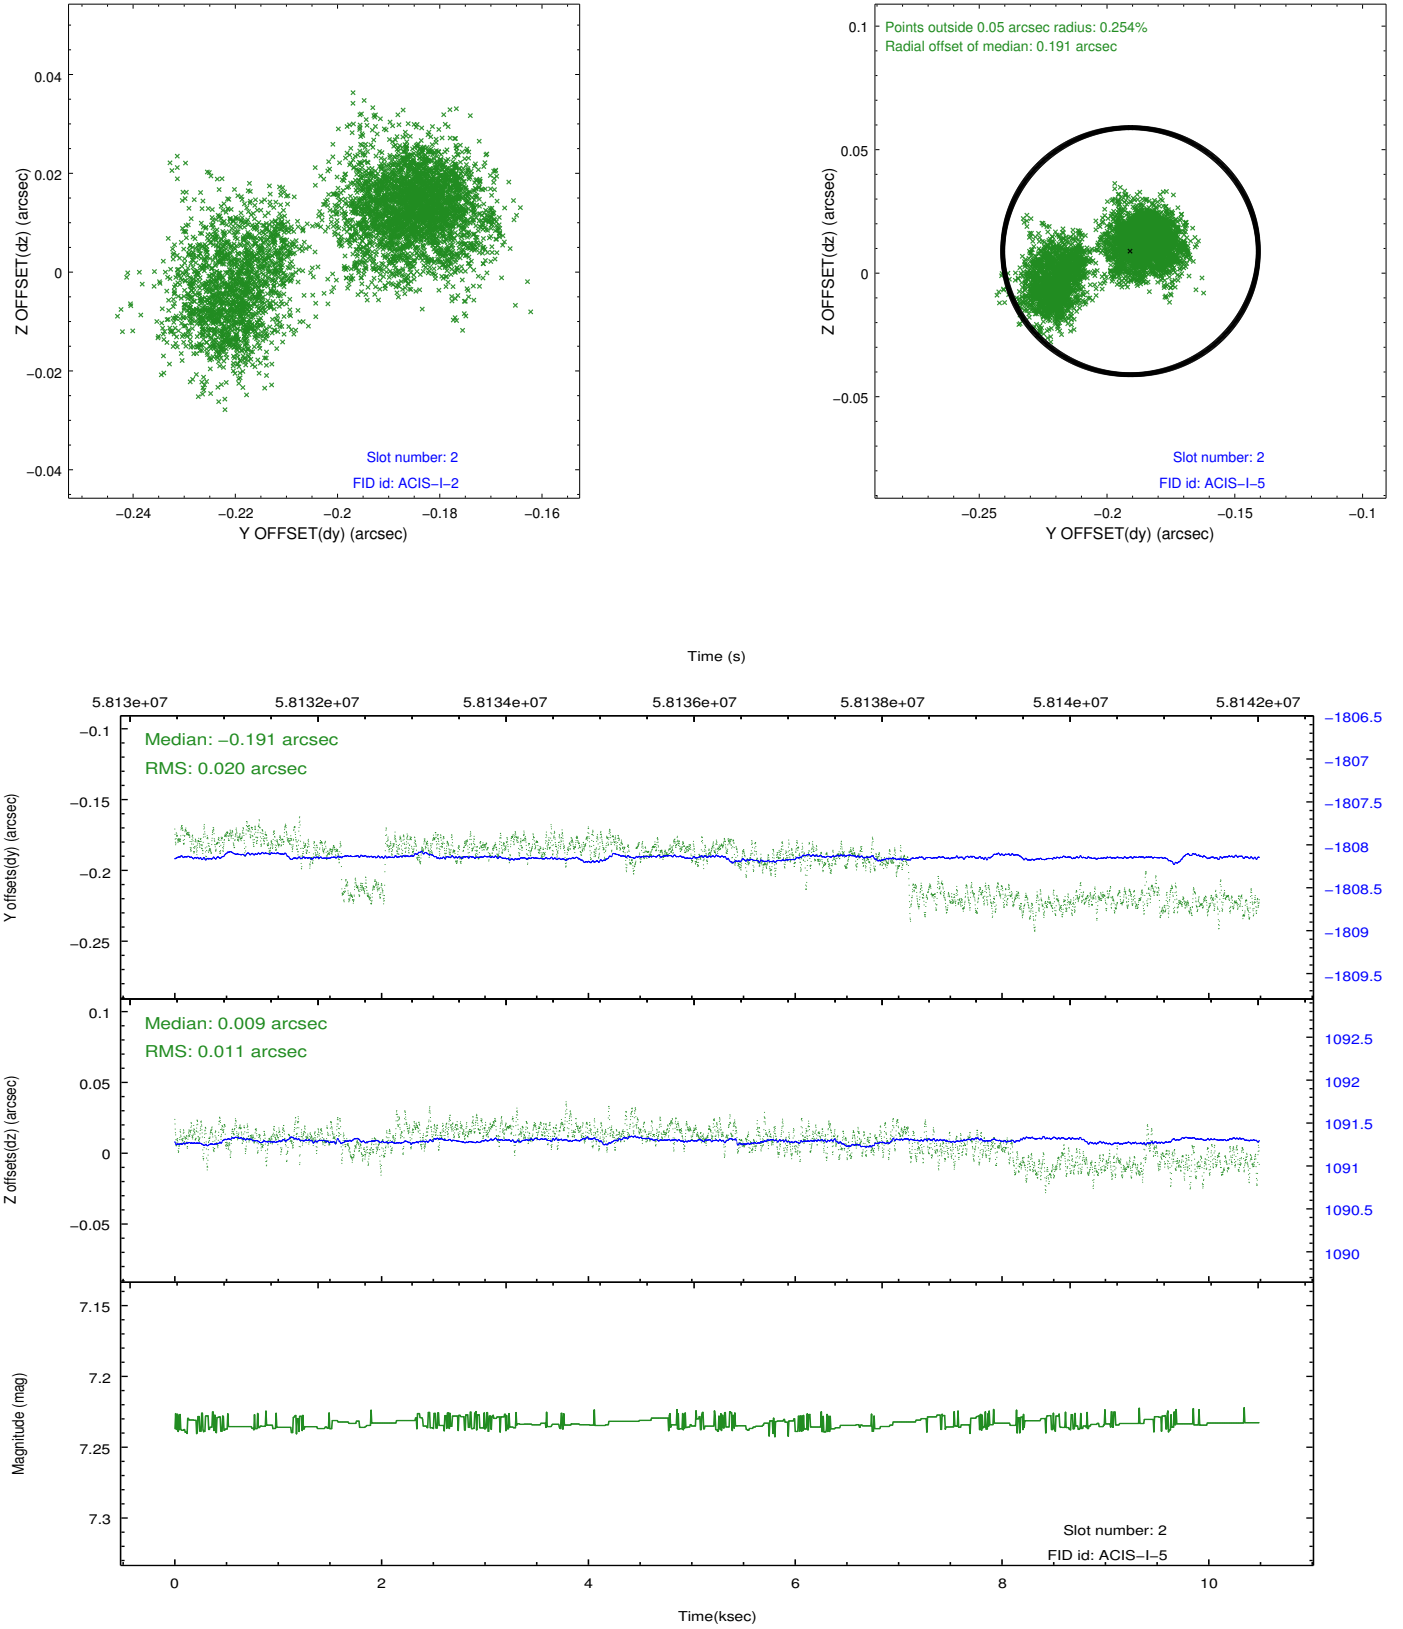 0.04
0.02
0
−0.02
−0.04
Z OFFSET(dz) (arcsec)
Slot number: 2
FID id: ACIS−I−2
−0.24 −0.22 −0.2 −0.18 −0.16
Y OFFSET(dy) (arcsec)
Points outside 0.05 arcsec radius: 0.254%
Radial offset of median: 0.191 arcsec
0.1
0.05
0
−0.05
Z OFFSET(dz) (arcsec)
Slot number: 2
FID id: ACIS−I−5
−0.25 −0.2 −0.15 −0.1
Y OFFSET(dy) (arcsec)
Time (s)
5.813e+07 5.8132e+07 5.8134e+07 5.8136e+07 5.8138e+07 5.814e+07 5.8142e+07
Median: −0.191 arcsec
RMS: 0.020 arcsec
−0.1
−0.15
−0.2
−0.25
Y offsets(dy) (arcsec)
−1806.5
−1807
−1807.5
−1808
−1808.5
−1809
−1809.5
Median: 0.009 arcsec
RMS: 0.011 arcsec
0.1
0.05
0
−0.05
Z offsets(dz) (arcsec)
1092.5
1092
1091.5
1091
1090.5
1090
7.15
7.2
7.25
7.3
Magnitude (mag)
Slot number: 2
FID id: ACIS−I−5
0 2 4 6 8 10
Time(ksec)